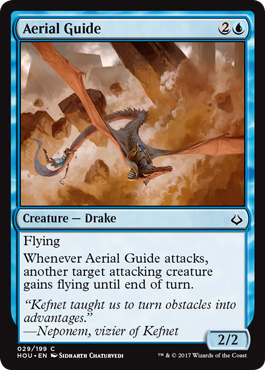 Aerial Guide 2
Creature — Drake
Flying
Whenever Aerial Guide attacks,
another target attacking creature
gains flying until end of turn.
“Kefnet taught us to turn obstacles into
advantages.”
—Neponem, vizier of Kefnet
2/2
029/199 C
HOU • EN Sidharth Chaturvedi
™ & © 2017 Wizards of the Coast